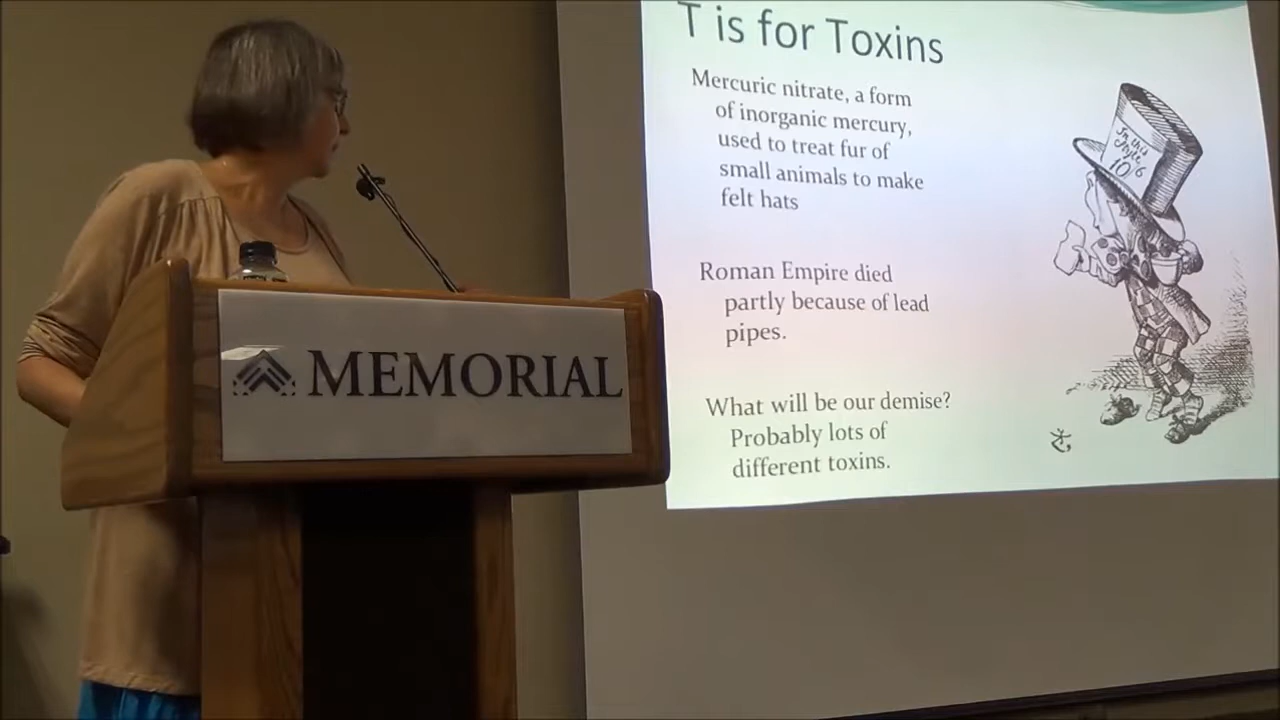 T is for Toxins
Mercuric nitrate, a form
of inorganic mercury,
used to treat fur of
small animals to make
felt hats
Roman Empire died
partly because of lead
pipes.
What will be our demise?
Probably lots of
different toxins.
In this
Style
10/6
MEMORIAL